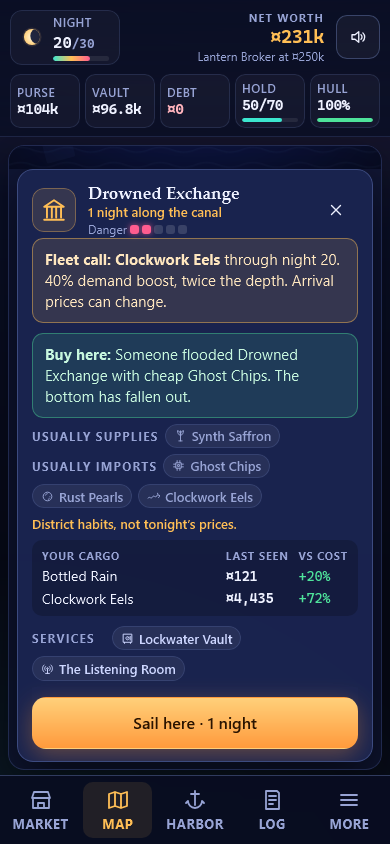 NIGHT
20/30
NET WORTH
¤231k
Lantern Broker at ¤250k
PURSE
¤104k
VAULT
¤96.8k
DEBT
¤0
HOLD
50/70
HULL
100%
Drowned Exchange
1 night along the canal
Danger
Fleet call: Clockwork Eels through night 20.
40% demand boost, twice the depth. Arrival
prices can change.
Buy here: Someone flooded Drowned
Exchange with cheap Ghost Chips. The
bottom has fallen out.
USUALLY SUPPLIES Synth Saffron
USUALLY IMPORTS Ghost Chips
Rust Pearls Clockwork Eels
District habits, not tonight's prices.
YOUR CARGO LAST SEEN VS COST
Bottled Rain ¤121 +20%
Clockwork Eels ¤4,435 +72%
SERVICES Lockwater Vault
The Listening Room
Sail here · 1 night
MARKET MAP HARBOR LOG MORE